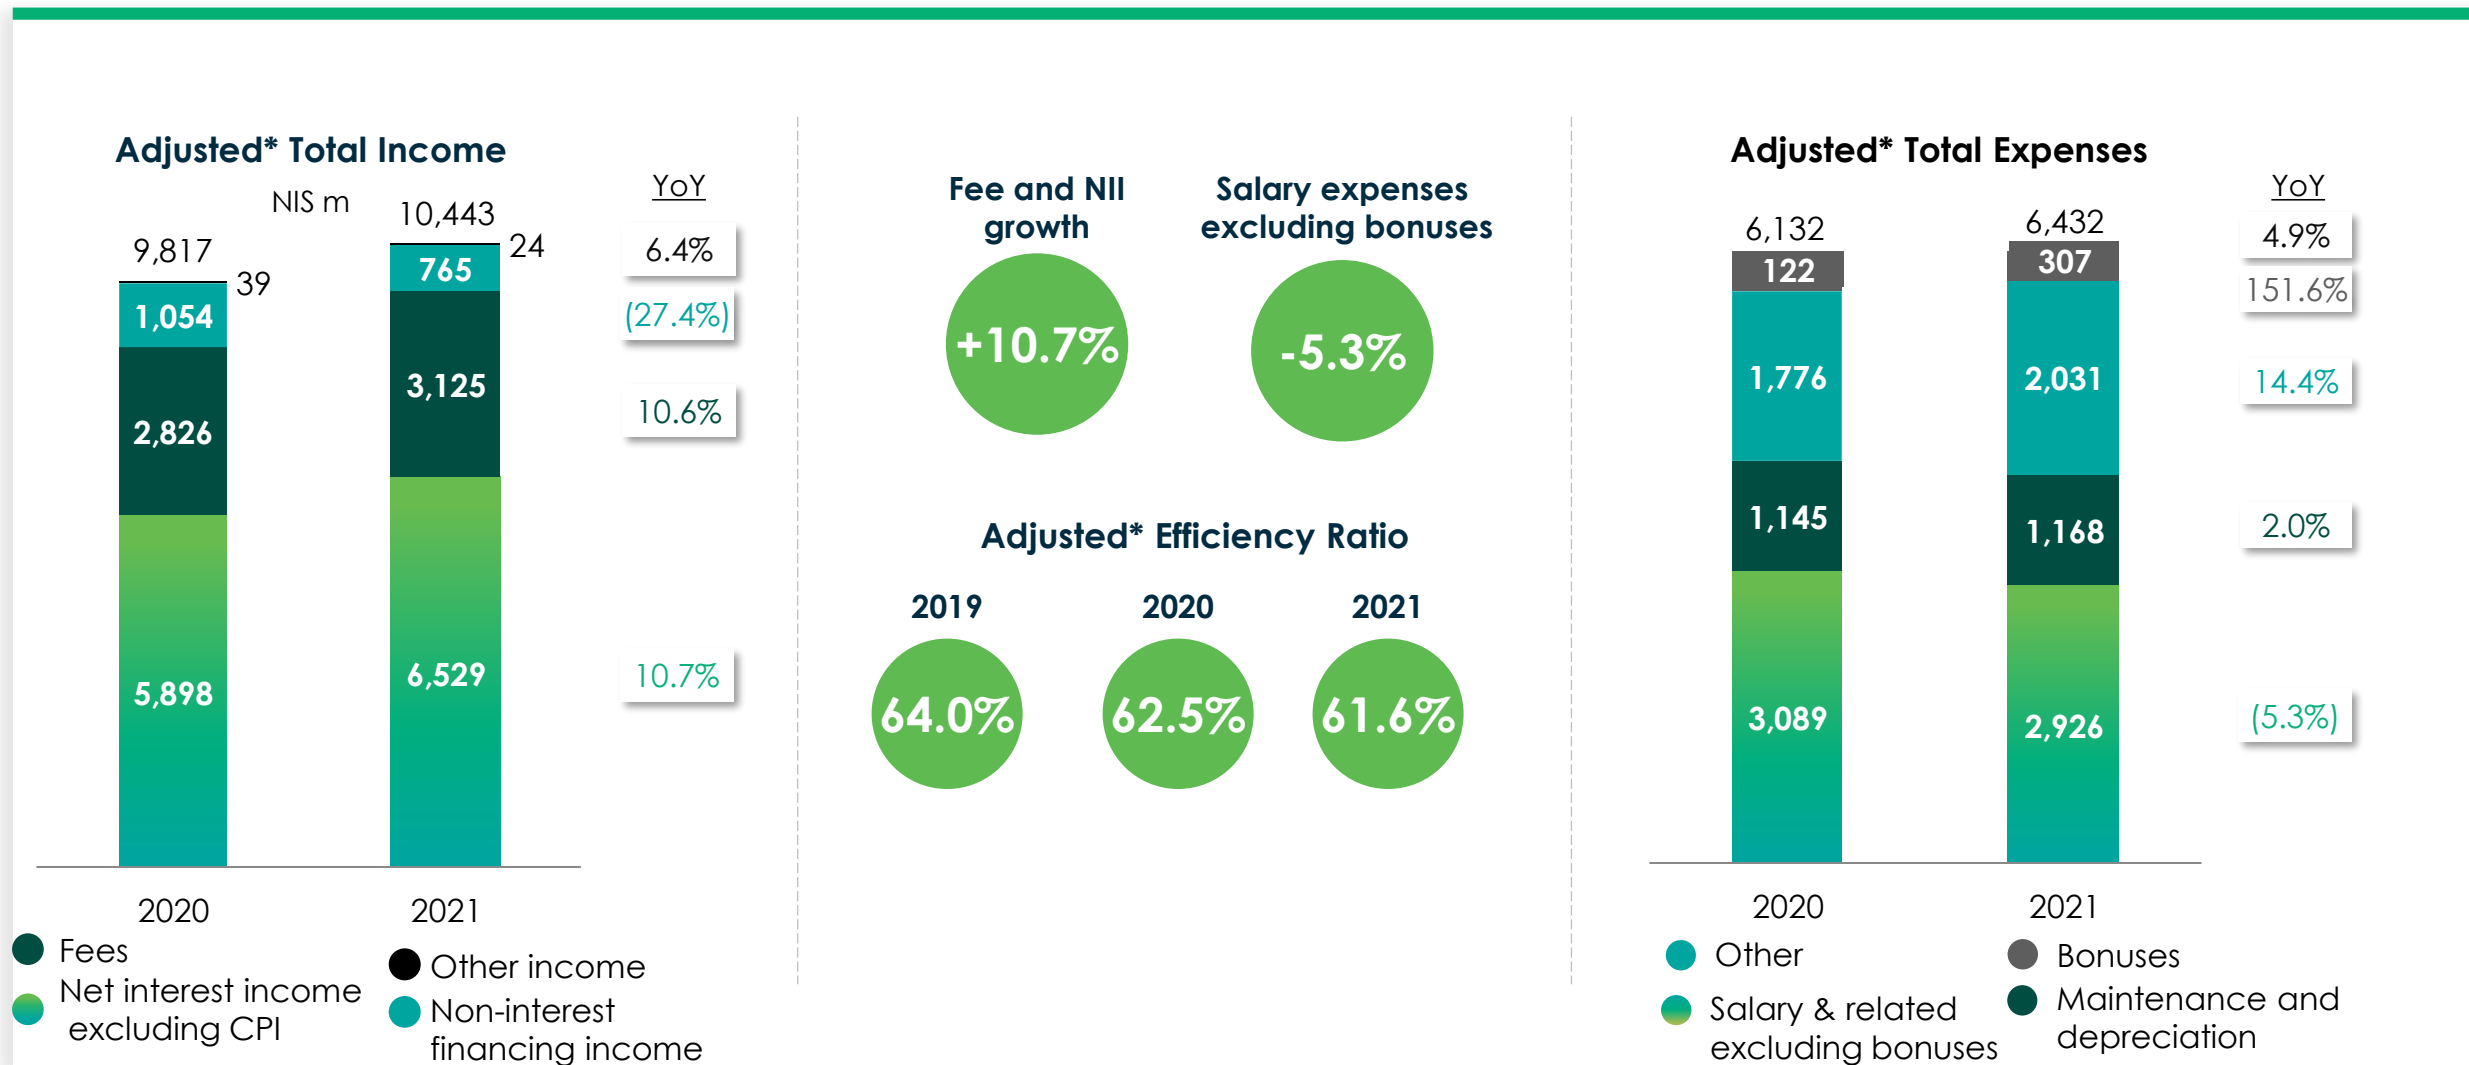 Adjusted* Total Income
NIS m
YoY
9,817
39
1,054
2,826
5,898
2020
10,443
24
765
3,125
6,529
2021
6.4%
(27.4%)
10.6%
10.7%
Fees
Net interest income
excluding CPI
Other income
Non-interest
financing income
Fee and NII
growth
+10.7%
Salary expenses
excluding bonuses
-5.3%
Adjusted* Efficiency Ratio
2019
2020
2021
64.0%
62.5%
61.6%
Adjusted* Total Expenses
YoY
6,132
122
1,776
1,145
3,089
2020
6,432
307
2,031
1,168
2,926
2021
4.9%
151.6%
14.4%
2.0%
(5.3%)
Other
Salary & related
excluding bonuses
Bonuses
Maintenance and
depreciation